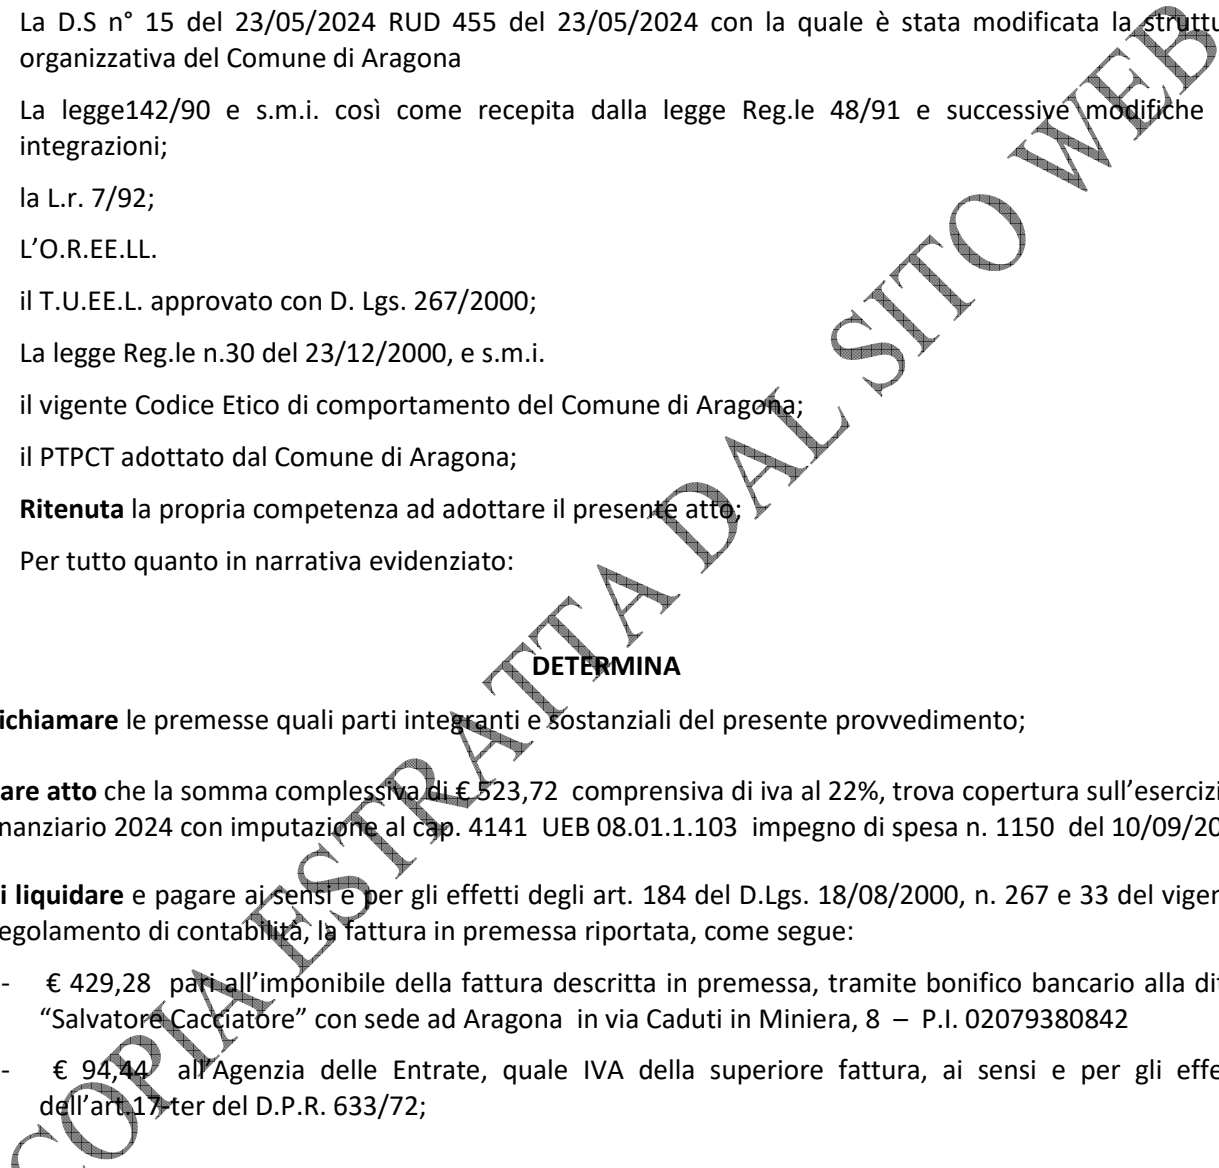 La D.S n° 15 del 23/05/2024 RUD 455 del 23/05/2024 con la quale è stata modificata la struttu
organizzativa del Comune di Aragona
La legge142/90 e s.m.i. così come recepita dalla legge Reg.le 48/91 e successive modifiche
integrazioni;
la L.r. 7/92;
L’O.R.EE.LL.
il T.U.EE.L. approvato con D. Lgs. 267/2000;
La legge Reg.le n.30 del 23/12/2000, e s.m.i.
il vigente Codice Etico di comportamento del Comune di Aragona;
il PTPCT adottato dal Comune di Aragona;
Ritenuta la propria competenza ad adottare il presente atto;
Per tutto quanto in narrativa evidenziato:
DETERMINA
ichiamare le premesse quali parti integranti e sostanziali del presente provvedimento;
are atto che la somma complessiva di € 523,72 comprensiva di iva al 22%, trova copertura sull’esercizi
nanziario 2024 con imputazione al cap. 4141 UEB 08.01.1.103 impegno di spesa n. 1150 del 10/09/20
i liquidare e pagare ai sensi e per gli effetti degli art. 184 del D.Lgs. 18/08/2000, n. 267 e 33 del vigen
egolamento di contabilità, la fattura in premessa riportata, come segue:
- € 429,28 pari all’imponibile della fattura descritta in premessa, tramite bonifico bancario alla dit
“Salvatore Cacciatore” con sede ad Aragona in via Caduti in Miniera, 8 – P.I. 02079380842
- € 94,44 all’Agenzia delle Entrate, quale IVA della superiore fattura, ai sensi e per gli effe
dell’art.17-ter del D.P.R. 633/72;
COPIA ESTRATTA DAL SITO WEB